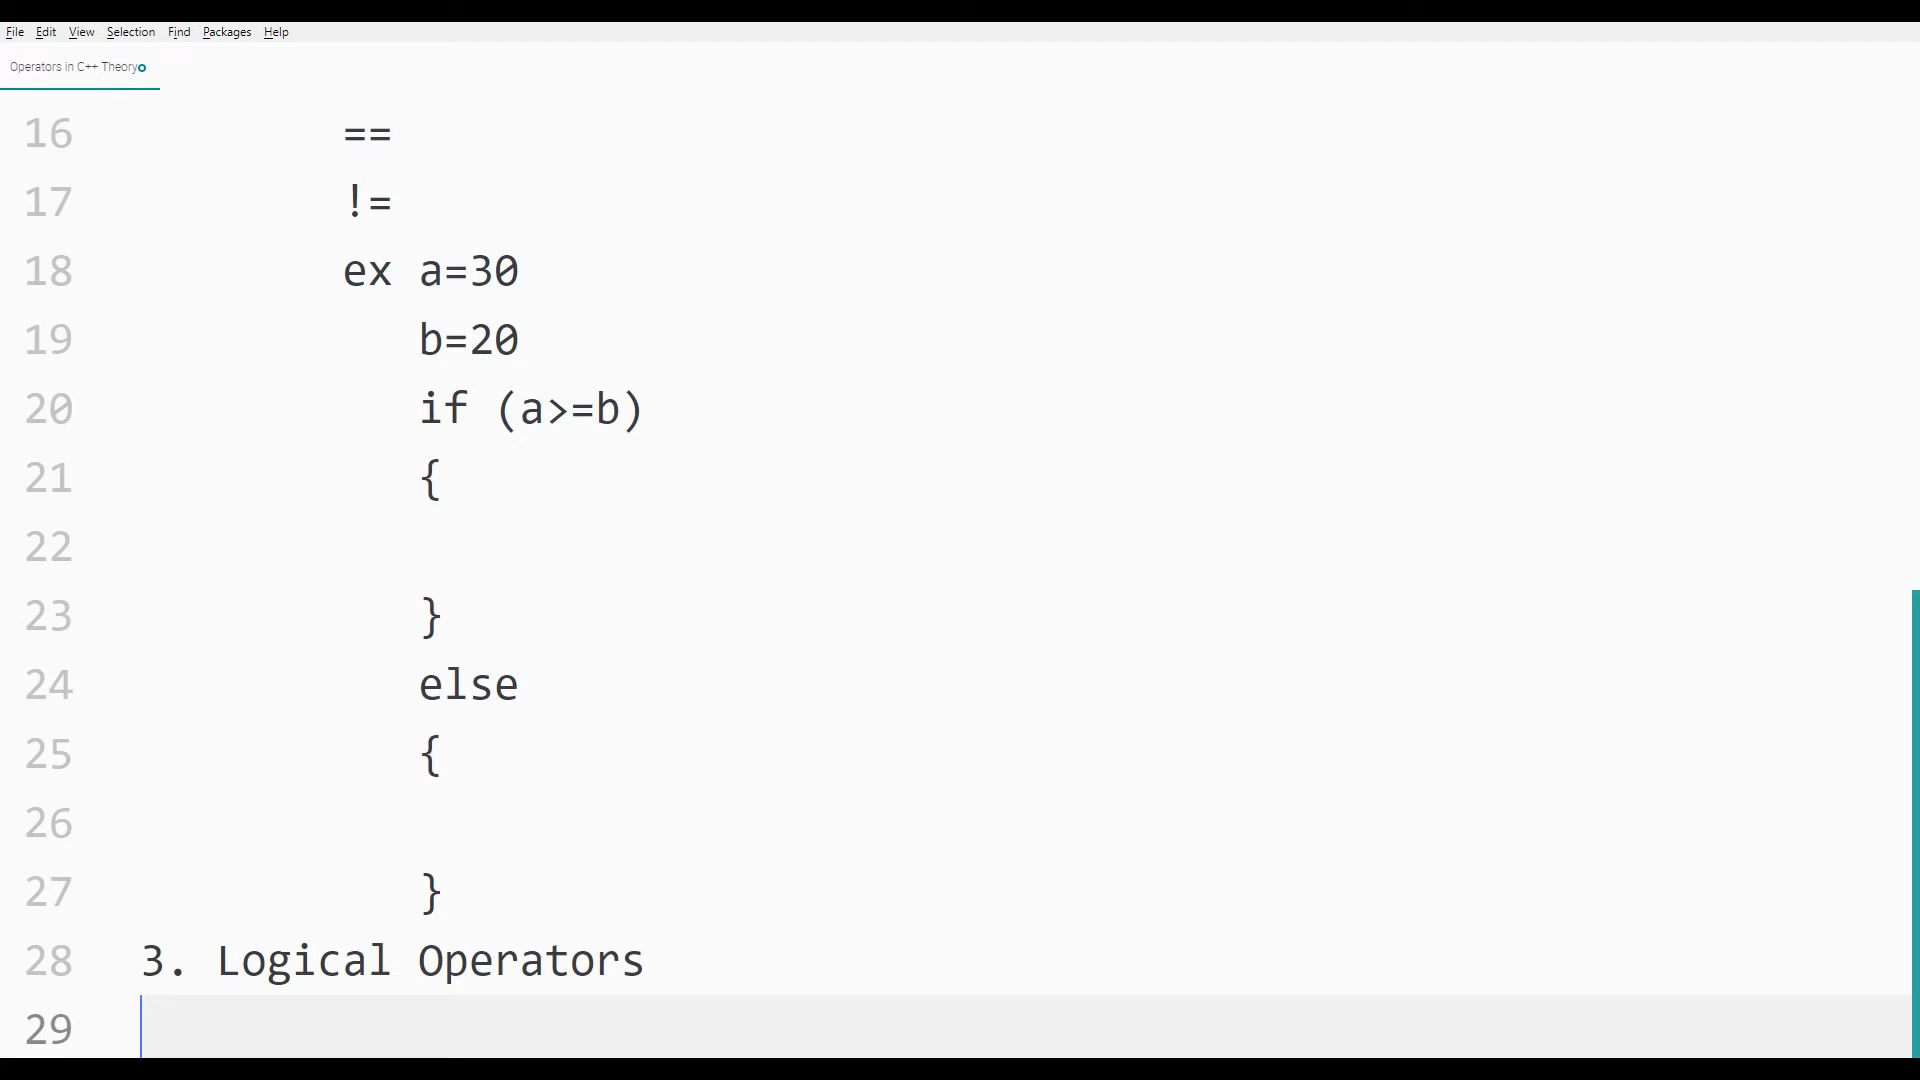 File Edit View Selection Find Packages Help
Operators in C++ Theory
16 ==
17 !=
18 ex a=30
19 b=20
20 if (a>=b)
21 {
22
23 }
24 else
25 {
26
27 }
28 3. Logical Operators
29